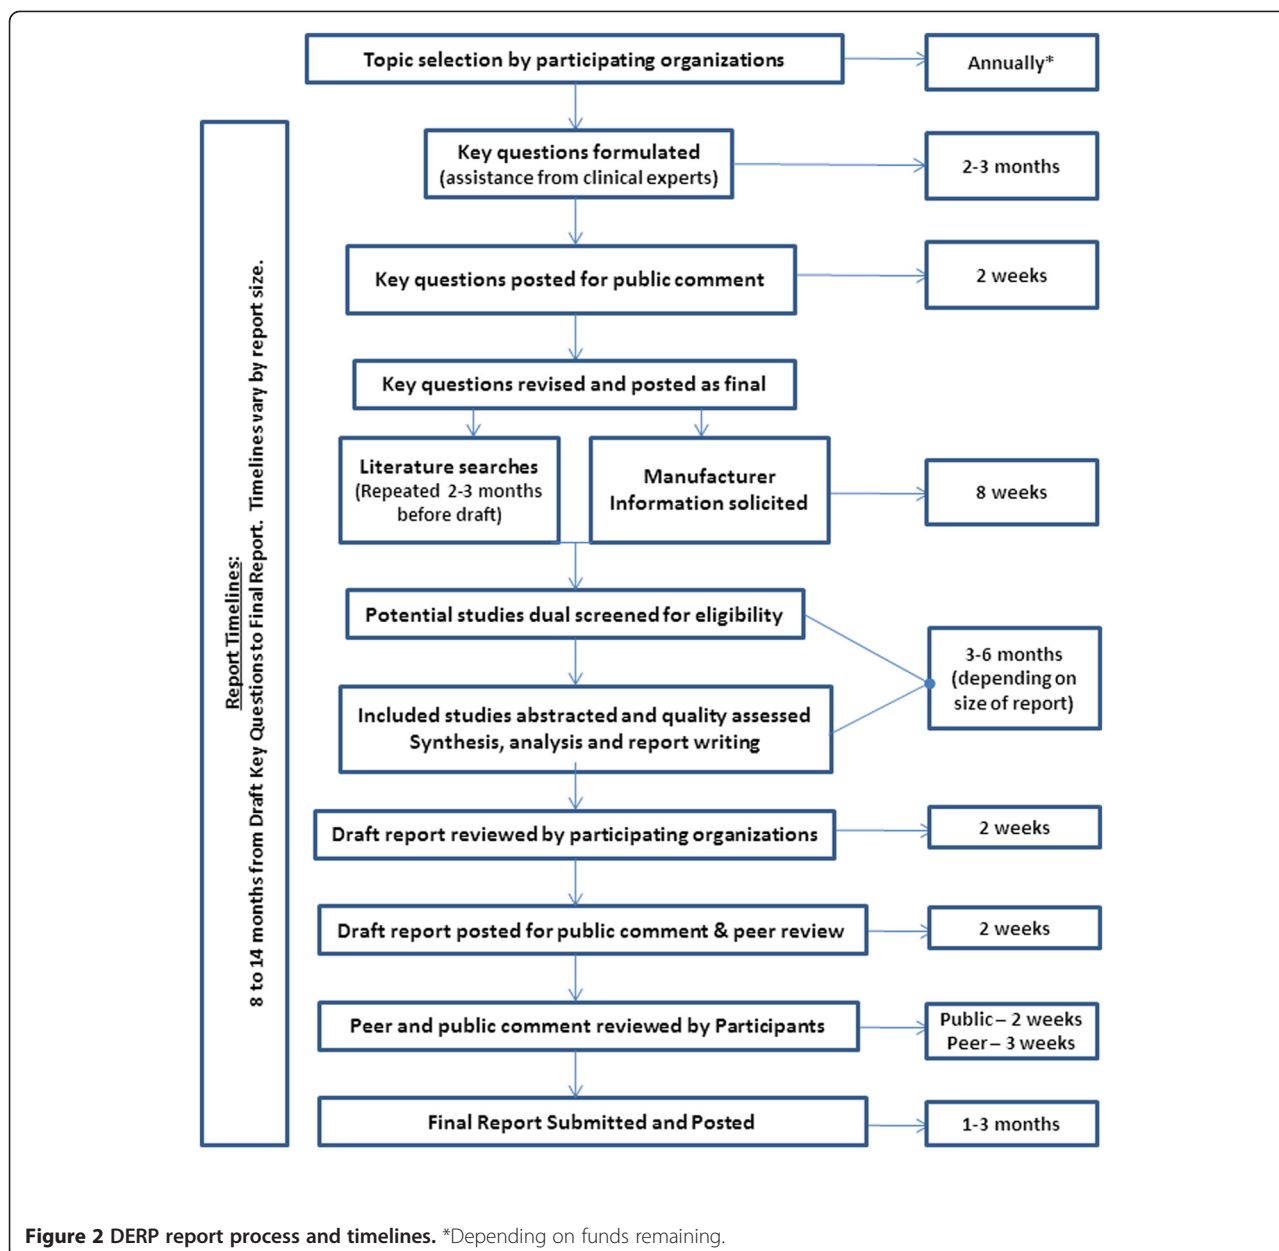 Topic selection by participating organizations
Annually*
Key questions formulated
(assistance from clinical experts)
2-3 months
Key questions posted for public comment
2 weeks
Key questions revised and posted as final
Literature searches
(Repeated 2-3 months
before draft)
Manufacturer
Information solicited
8 weeks
Potential studies dual screened for eligibility
3-6 months
(depending on
size of report)
Included studies abstracted and quality assessed
Synthesis, analysis and report writing
Draft report reviewed by participating organizations
2 weeks
Draft report posted for public comment & peer review
2 weeks
Peer and public comment reviewed by Participants
Public – 2 weeks
Peer – 3 weeks
Final Report Submitted and Posted
1-3 months
Report Timelines:
8 to 14 months from Draft Key Questions to Final Report. Timelines vary by report size.
Figure 2 DERP report process and timelines. *Depending on funds remaining.